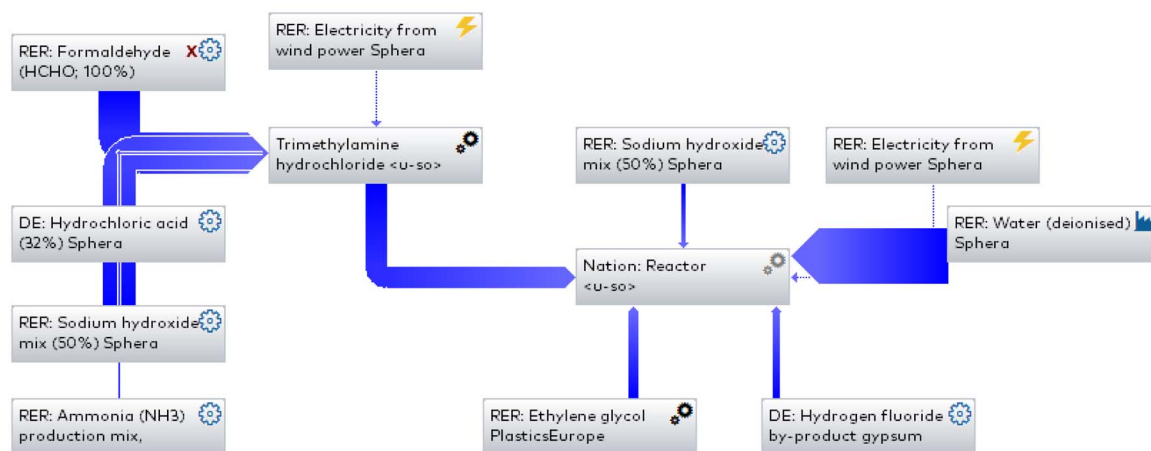 RER: Electricity from
wind power Sphera
RER: Formaldehyde X
(HCHO; 100%)
Trimethylamine
hydrochloride <u-so>
RER: Sodium hydroxide
mix (50%) Sphera
RER: Electricity from
wind power Sphera
DE: Hydrochloric acid
(32%) Sphera
RER: Water (deionised)
Sphera
Nation: Reactor
<u-so>
RER: Sodium hydroxide
mix (50%) Sphera
RER: Ammonia (NH3)
production mix,
RER: Ethylene glycol
PlasticsEurope
DE: Hydrogen fluoride
by-product gypsum